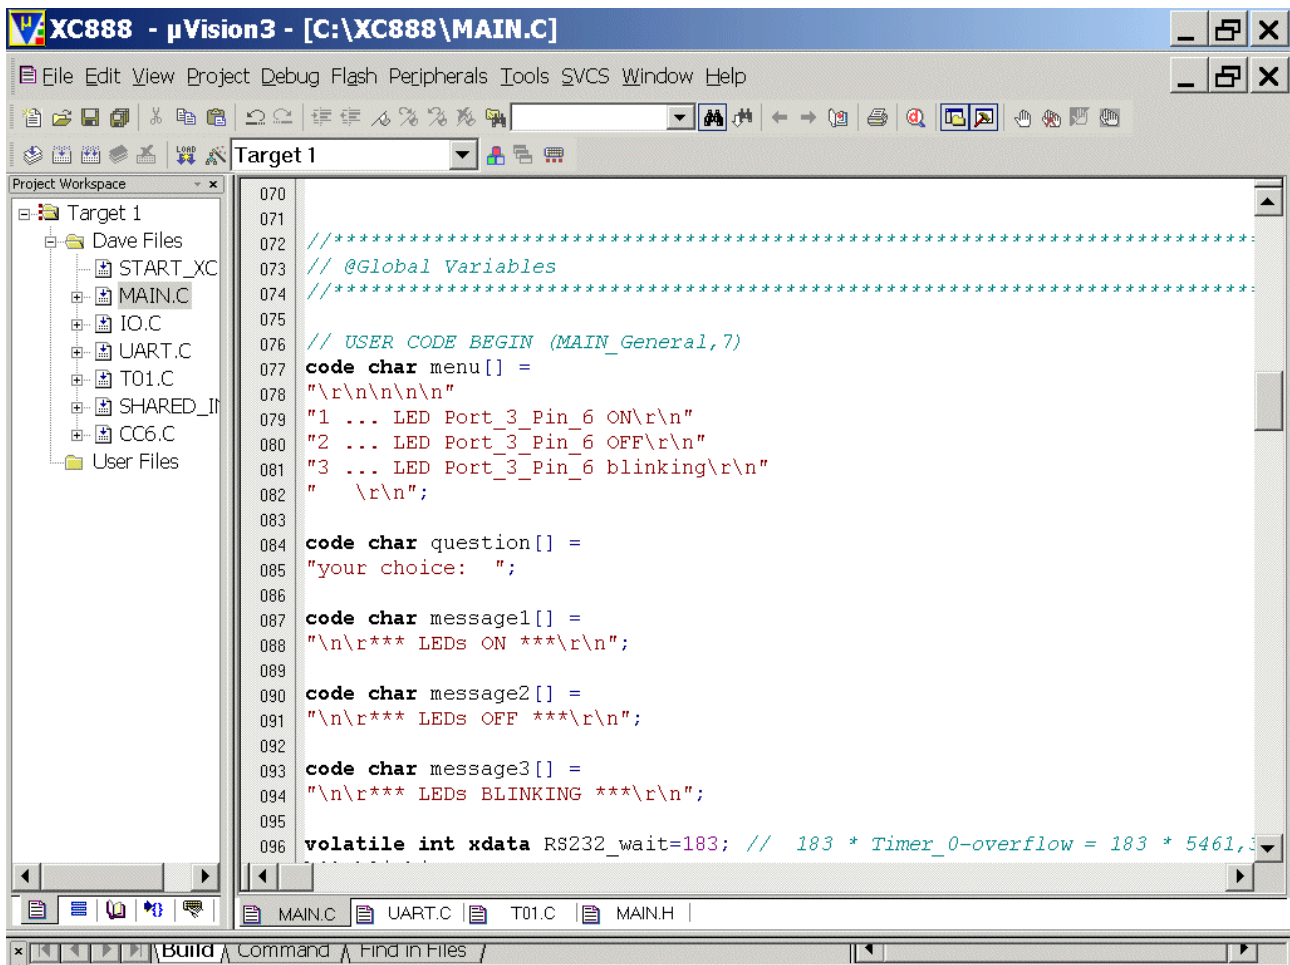 XC888 - µVision3 - [C:\XC888\MAIN.C]
File Edit View Project Debug Flash Peripherals Tools SVCS Window Help
LOAD Target 1
Project Workspace
Target 1
Dave Files
START_XC
MAIN.C
IO.C
UART.C
T01.C
SHARED_IN
CC6.C
User Files
070
071
072 //*************************************************************************
073 // @Global Variables
074 //*************************************************************************
075
076 // USER CODE BEGIN (MAIN_General,7)
077 code char menu[] =
078 "\r\n\n\n\n"
079 "1 ... LED Port_3_Pin_6 ON\r\n"
080 "2 ... LED Port_3_Pin_6 OFF\r\n"
081 "3 ... LED Port_3_Pin_6 blinking\r\n"
082 "   \r\n";
083
084 code char question[] =
085 "your choice:  ";
086
087 code char message1[] =
088 "\n\r*** LEDs ON ***\r\n";
089
090 code char message2[] =
091 "\n\r*** LEDs OFF ***\r\n";
092
093 code char message3[] =
094 "\n\r*** LEDs BLINKING ***\r\n";
095
096 volatile int xdata RS232_wait=183; //  183 * Timer_0-overflow = 183 * 5461,
MAIN.C UART.C T01.C MAIN.H
Build Command Find in Files